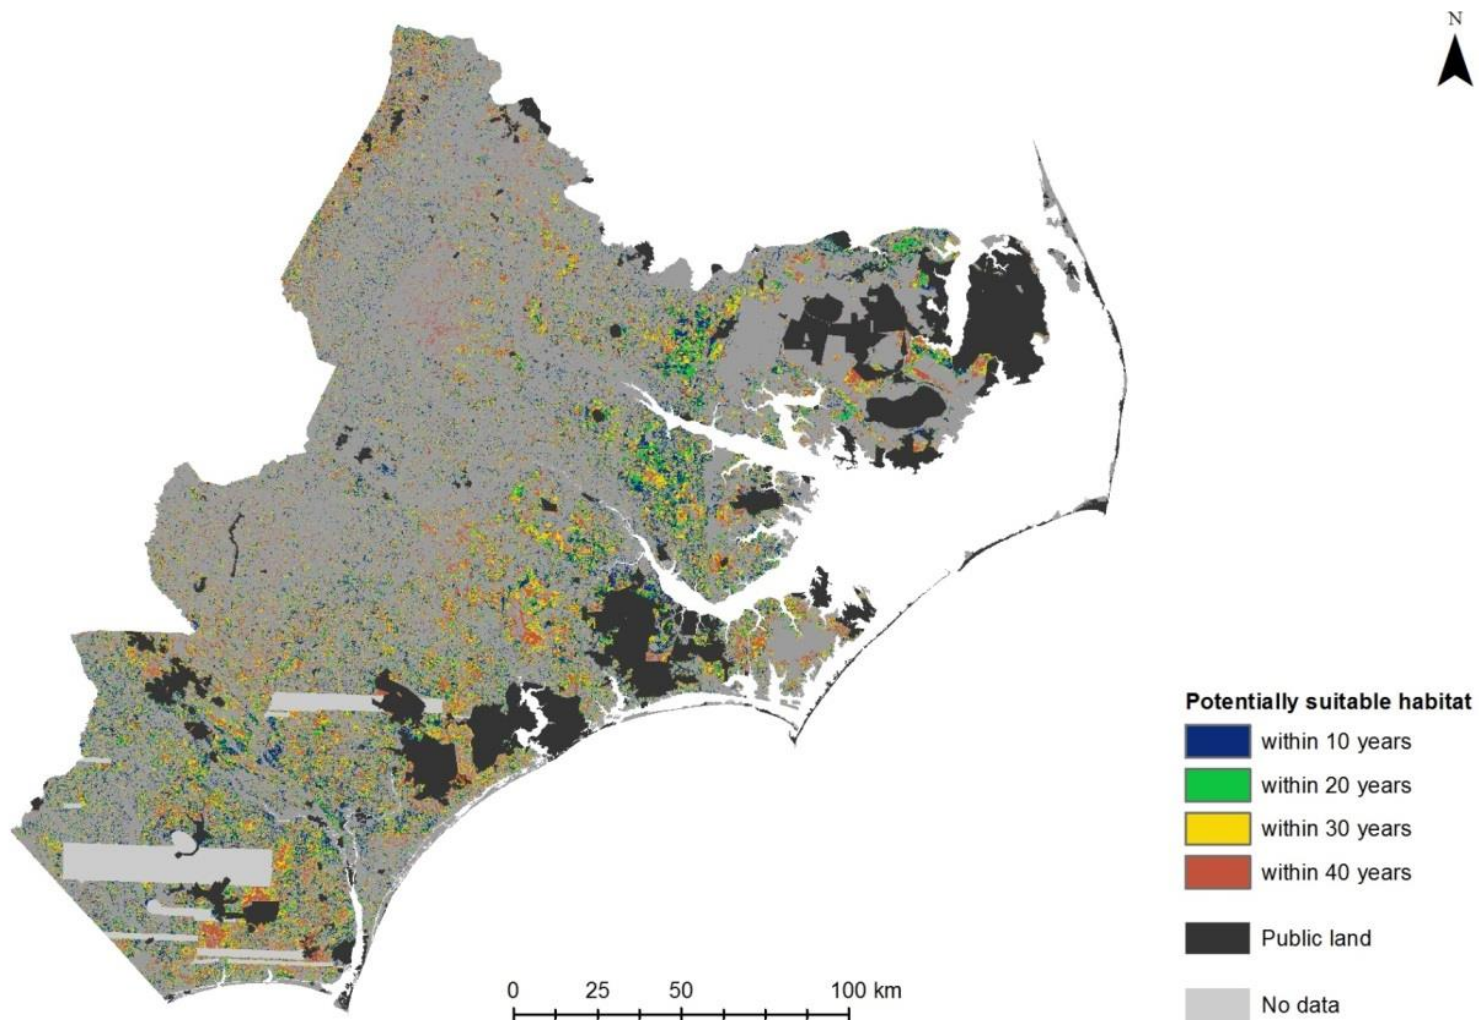 N
Potentially suitable habitat
within 10 years
within 20 years
within 30 years
within 40 years
Public land
No data
0 25 50 100 km